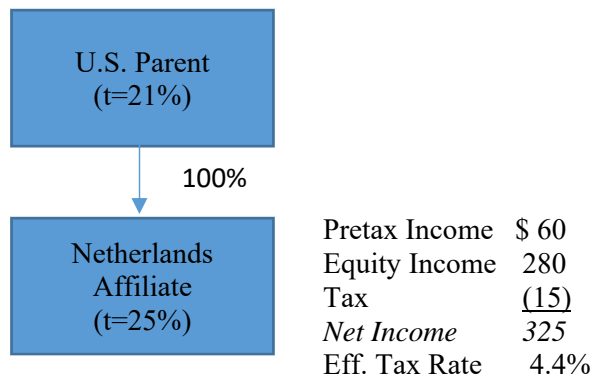 U.S. Parent
(t=21%)
100%
Netherlands
Affiliate
(t=25%)
Pretax Income $ 60
Equity Income 280
Tax (15)
Net Income 325
Eff. Tax Rate 4.4%